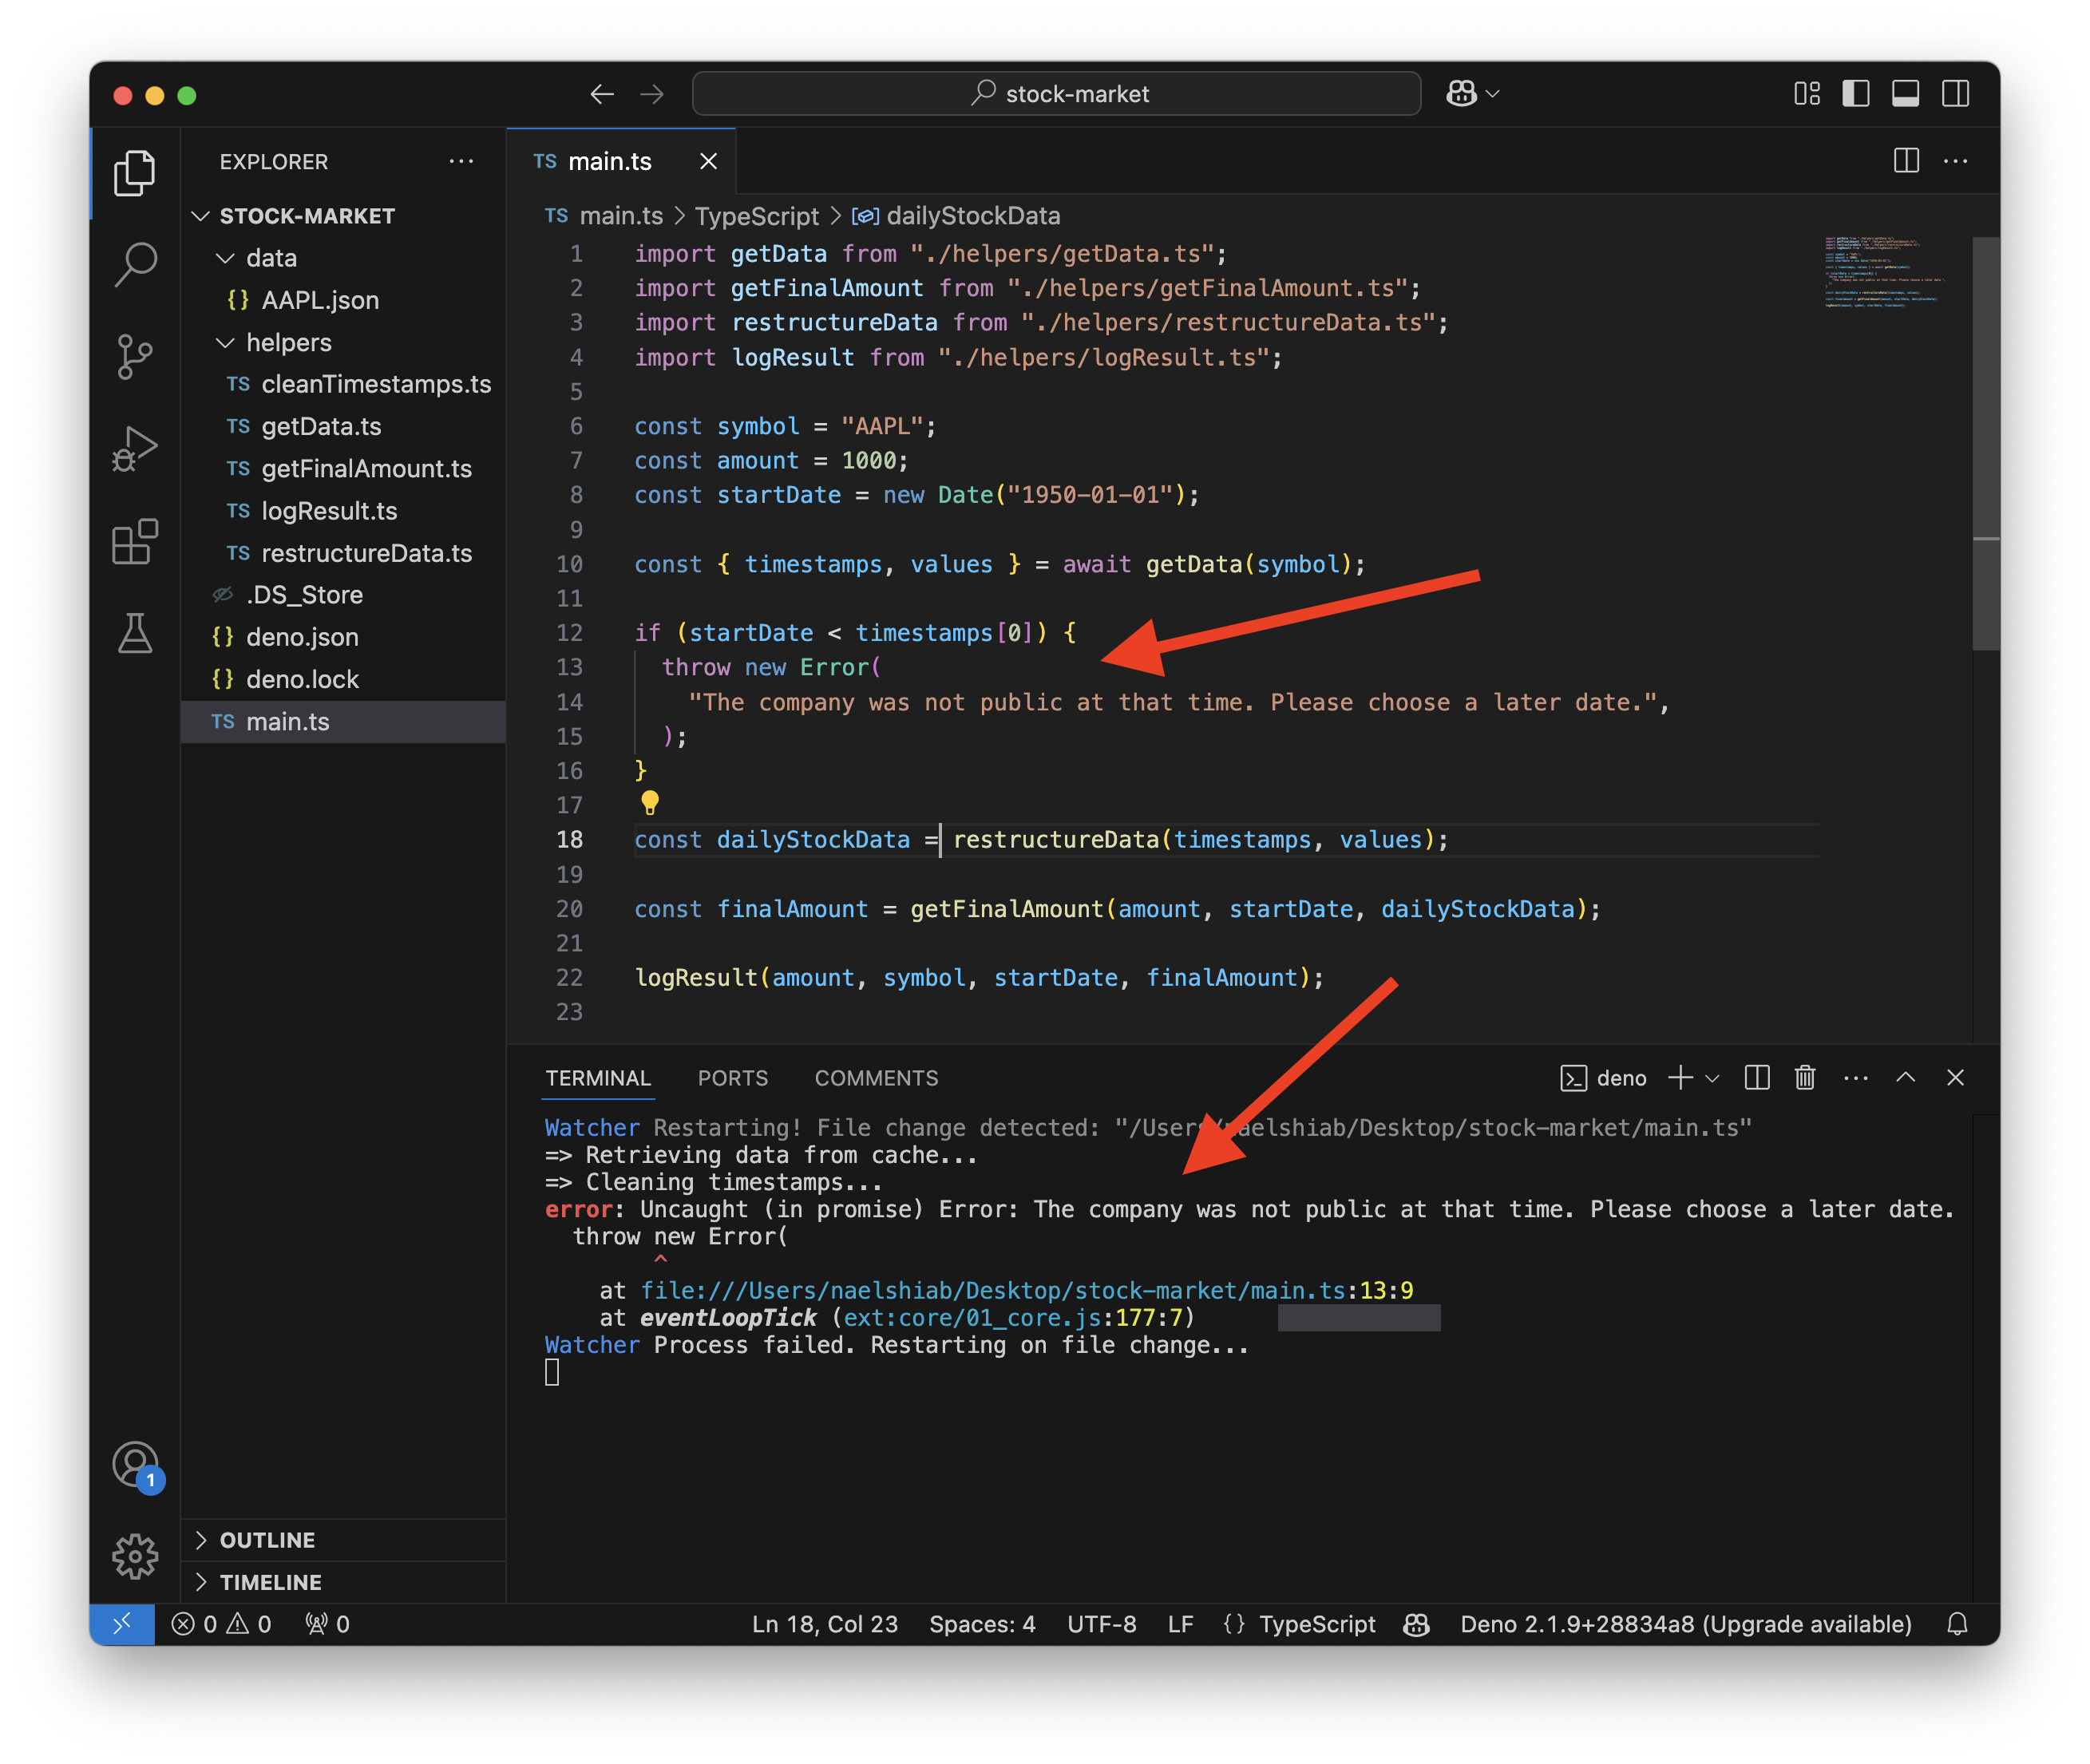 stock-market
EXPLORER
STOCK-MARKET
data
{} AAPL.json
helpers
TS cleanTimestamps.ts
TS getData.ts
TS getFinalAmount.ts
TS logResult.ts
TS restructureData.ts
.DS_Store
{} deno.json
{} deno.lock
TS main.ts
OUTLINE
TIMELINE
TS main.ts
TS main.ts > TypeScript > dailyStockData
1 import getData from "./helpers/getData.ts";
2 import getFinalAmount from "./helpers/getFinalAmount.ts";
3 import restructureData from "./helpers/restructureData.ts";
4 import logResult from "./helpers/logResult.ts";
5
6 const symbol = "AAPL";
7 const amount = 1000;
8 const startDate = new Date("1950-01-01");
9
10 const { timestamps, values } = await getData(symbol);
11
12 if (startDate < timestamps[0]) {
13 throw new Error(
14 "The company was not public at that time. Please choose a later date.",
15 );
16 }
17
18 const dailyStockData = restructureData(timestamps, values);
19
20 const finalAmount = getFinalAmount(amount, startDate, dailyStockData);
21
22 logResult(amount, symbol, startDate, finalAmount);
23
TERMINAL PORTS COMMENTS deno
Watcher Restarting! File change detected: "/Users/naelshiab/Desktop/stock-market/main.ts"
=> Retrieving data from cache...
=> Cleaning timestamps...
error: Uncaught (in promise) Error: The company was not public at that time. Please choose a later date.
throw new Error(
^
at file:///Users/naelshiab/Desktop/stock-market/main.ts:13:9
at eventLoopTick (ext:core/01_core.js:177:7)
Watcher Process failed. Restarting on file change...
1
0 0 0 Ln 18, Col 23 Spaces: 4 UTF-8 LF {} TypeScript Deno 2.1.9+28834a8 (Upgrade available)